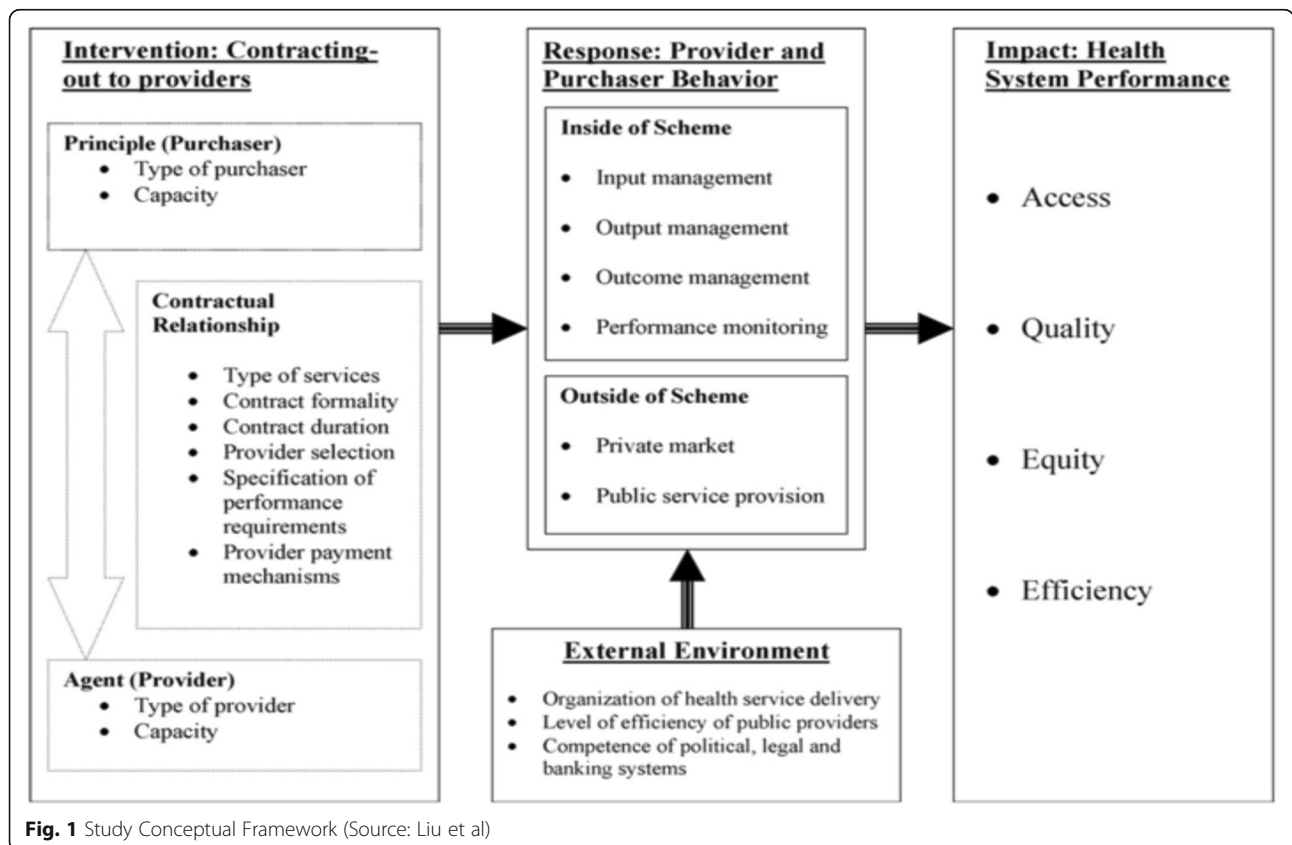 Intervention: Contracting-
out to providers
Principle (Purchaser)
• Type of purchaser
• Capacity
Contractual
Relationship
• Type of services
• Contract formality
• Contract duration
• Provider selection
• Specification of
performance
requirements
• Provider payment
mechanisms
Agent (Provider)
• Type of provider
• Capacity
Response: Provider and
Purchaser Behavior
Inside of Scheme
• Input management
• Output management
• Outcome management
• Performance monitoring
Outside of Scheme
• Private market
• Public service provision
External Environment
• Organization of health service delivery
• Level of efficiency of public providers
• Competence of political, legal and
banking systems
Impact: Health
System Performance
• Access
• Quality
• Equity
• Efficiency
Fig. 1 Study Conceptual Framework (Source: Liu et al)